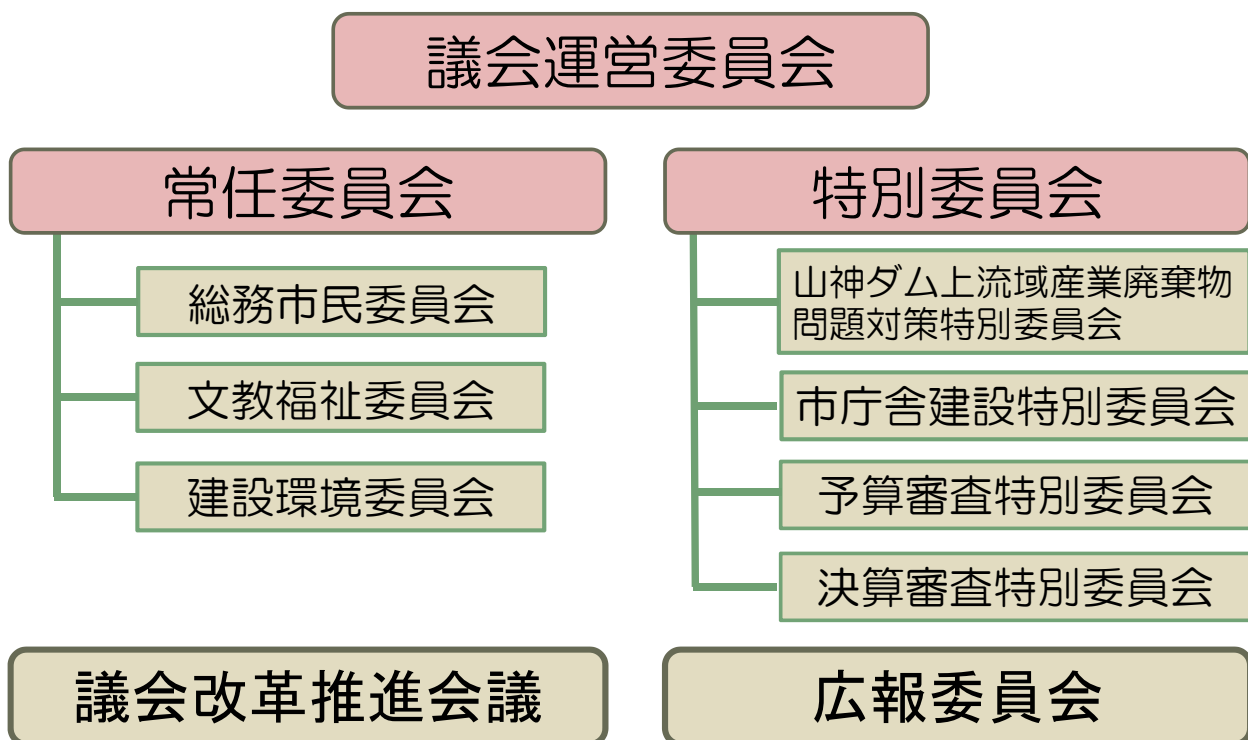 議会運営委員会
常任委員会
総務市民委員会
文教福祉委員会
建設環境委員会
特別委員会
山神ダム上流域産業廃棄物
問題対策特別委員会
市庁舎建設特別委員会
予算審査特別委員会
決算審査特別委員会
議会改革推進会議
広報委員会